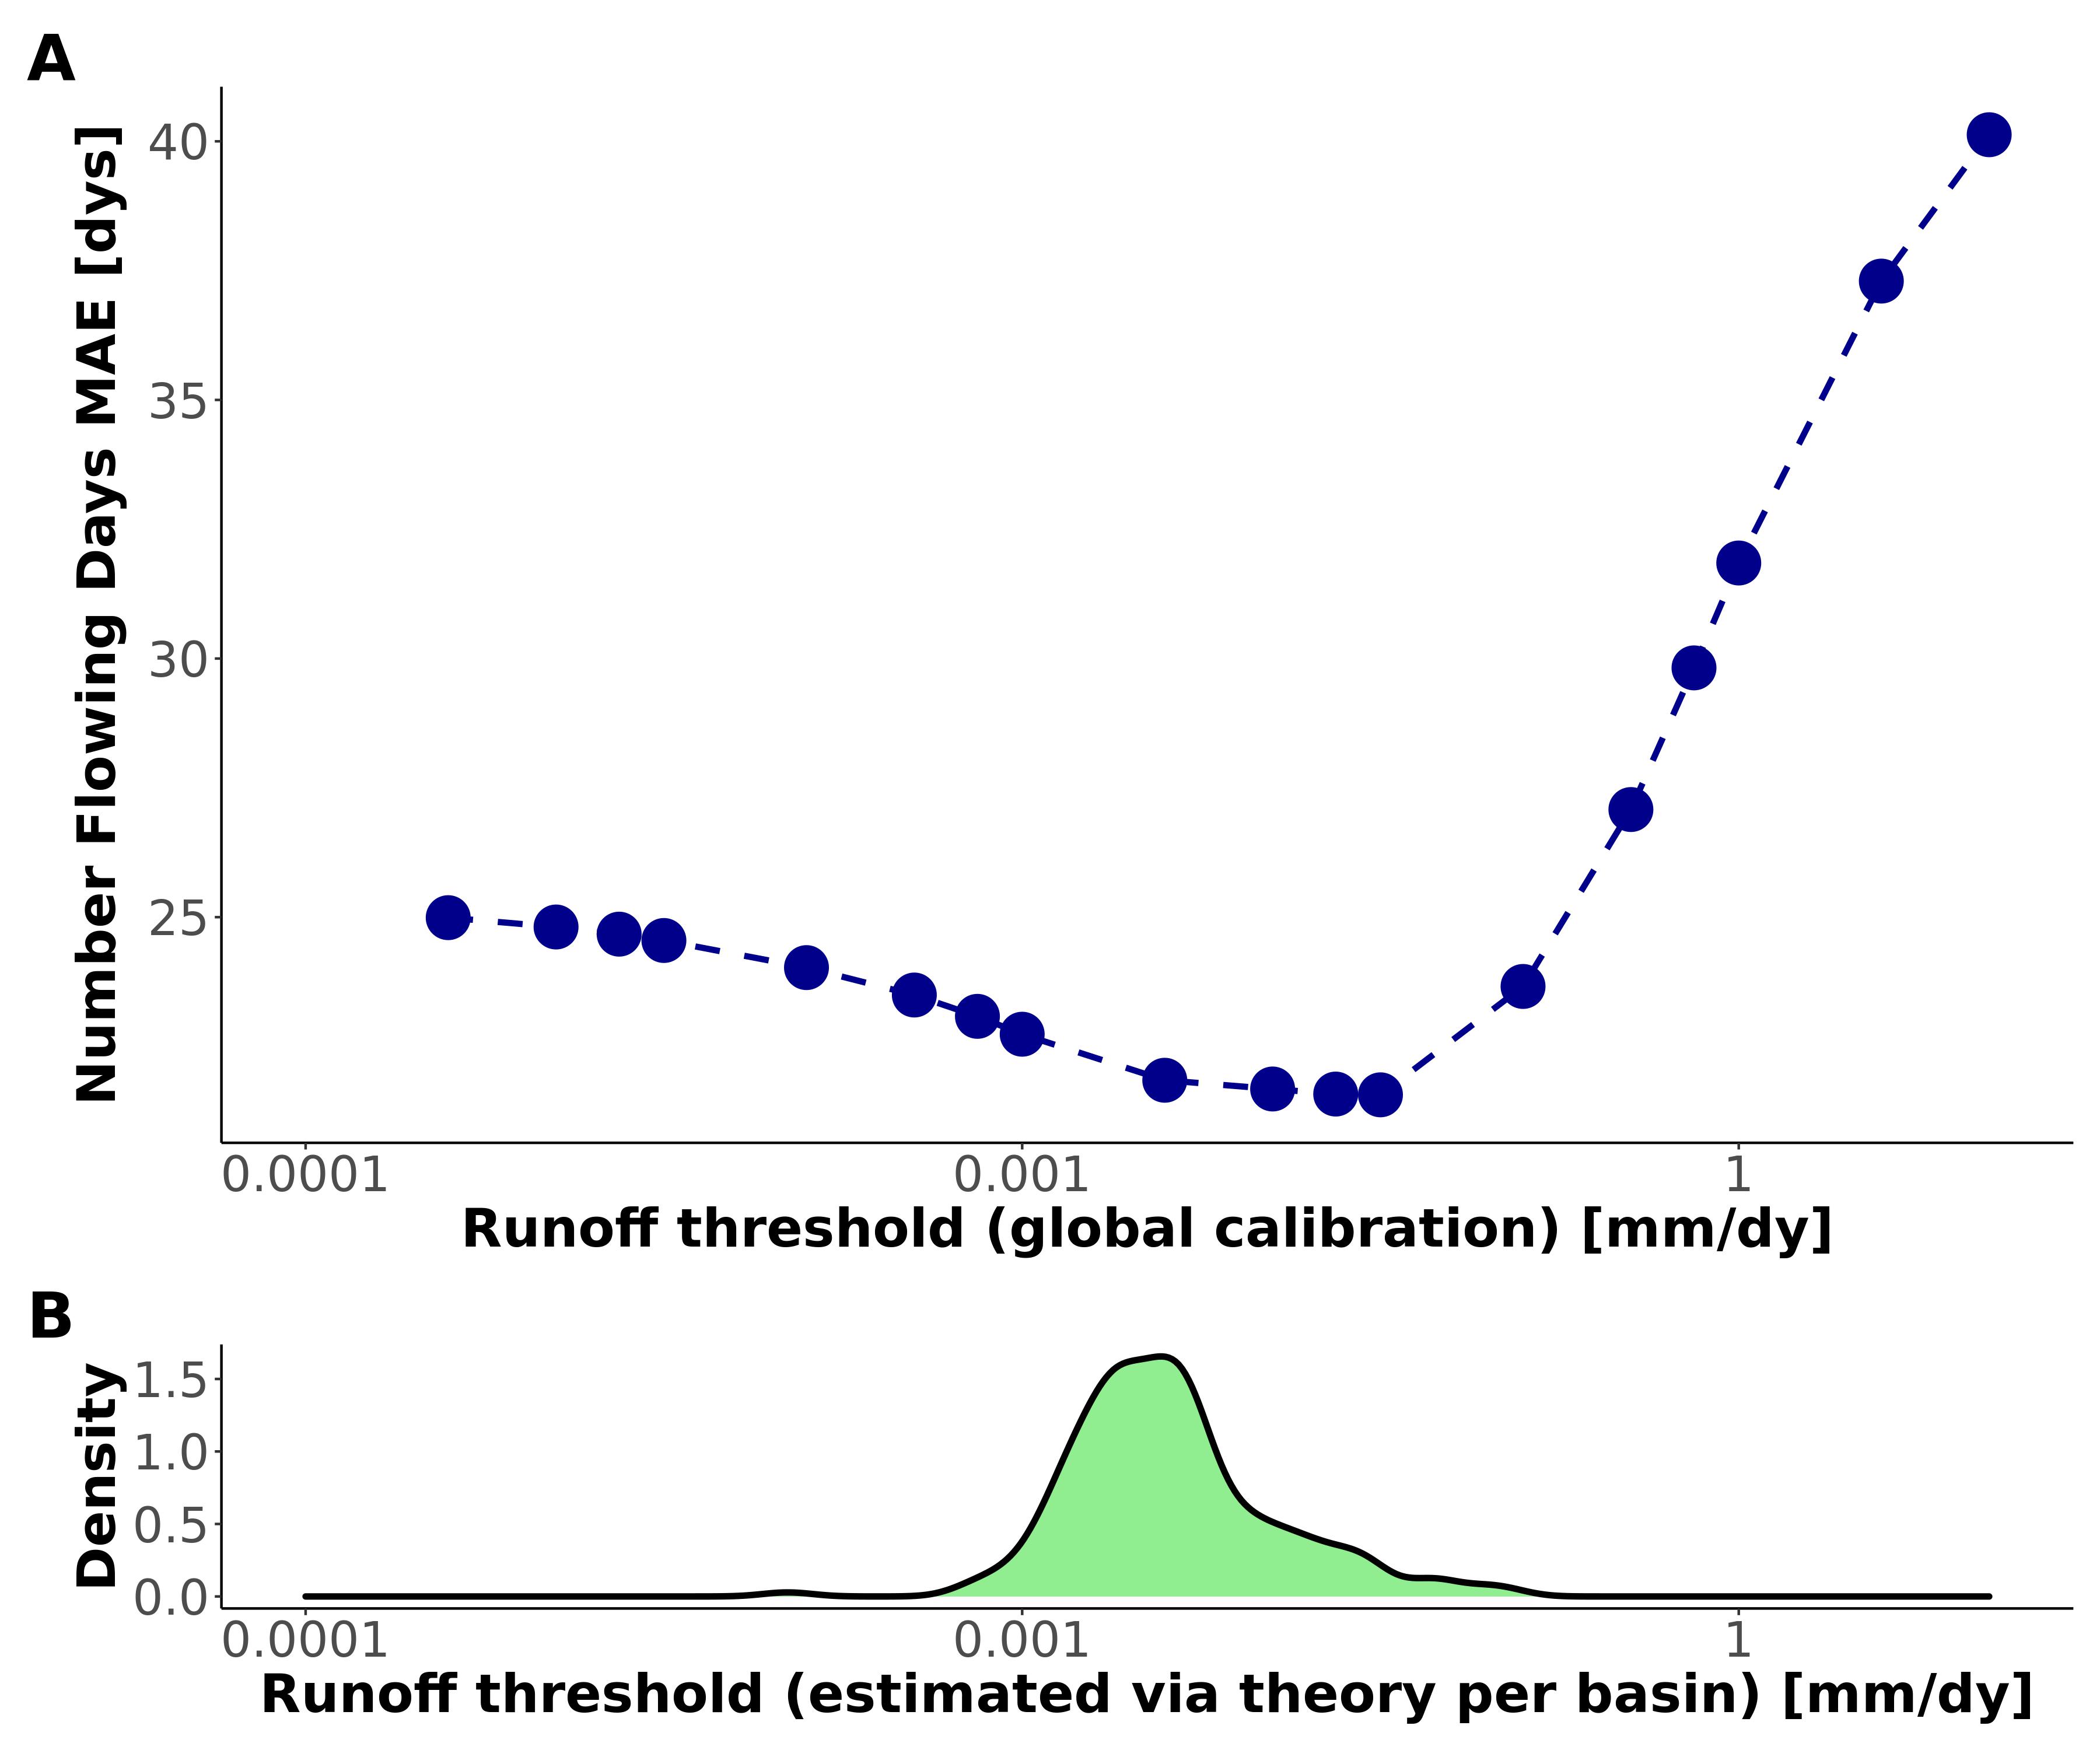 A
Number Flowing Days MAE [dys]
40
35
30
25
0.0001 0.001 1
Runoff threshold (global calibration) [mm/dy]
B
Density
1.5
1.0
0.5
0.0
0.0001 0.001 1
Runoff threshold (estimated via theory per basin) [mm/dy]